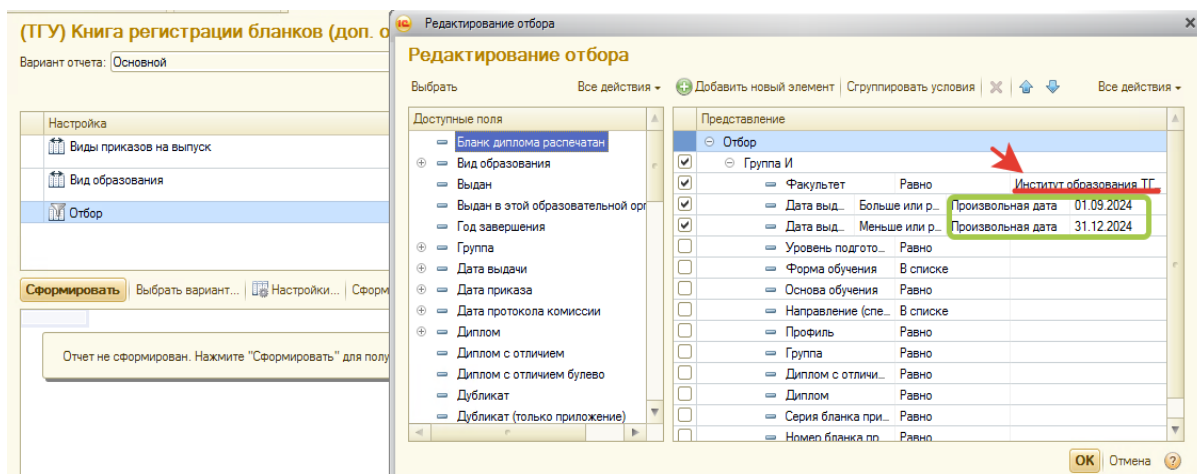 (ТГУ) Книга регистрации бланков (доп. о
Вариант отчета: Основной
Настройка
Виды приказов на выпуск
Вид образования
Отбор
Сформировать Выбрать вариант... Настройки... Сформ
Отчет не сформирован. Нажмите "Сформировать" для полу
Редактирование отбора
Редактирование отбора
Выбрать Все действия
Добавить новый элемент Сгруппировать условия Все действия
Доступные поля
Бланк диплома распечатан
Вид образования
Выдан
Выдан в этой образовательной орг
Год завершения
Группа
Дата выдачи
Дата приказа
Дата протокола комиссии
Диплом
Диплом с отличием
Диплом с отличием булево
Дубликат
Дубликат (только приложение)
Представление
Отбор
Группа И
Факультет Равно Институт образования ТГ
Дата выд... Больше или р... Произвольная дата 01.09.2024
Дата выд... Меньше или р... Произвольная дата 31.12.2024
Уровень подгото... Равно
Форма обучения В списке
Основа обучения Равно
Направление (спе... В списке
Профиль Равно
Группа Равно
Диплом с отличи... Равно
Диплом Равно
Серия бланка при... Равно
Номер бланка пр... Равно
OK Отмена ?